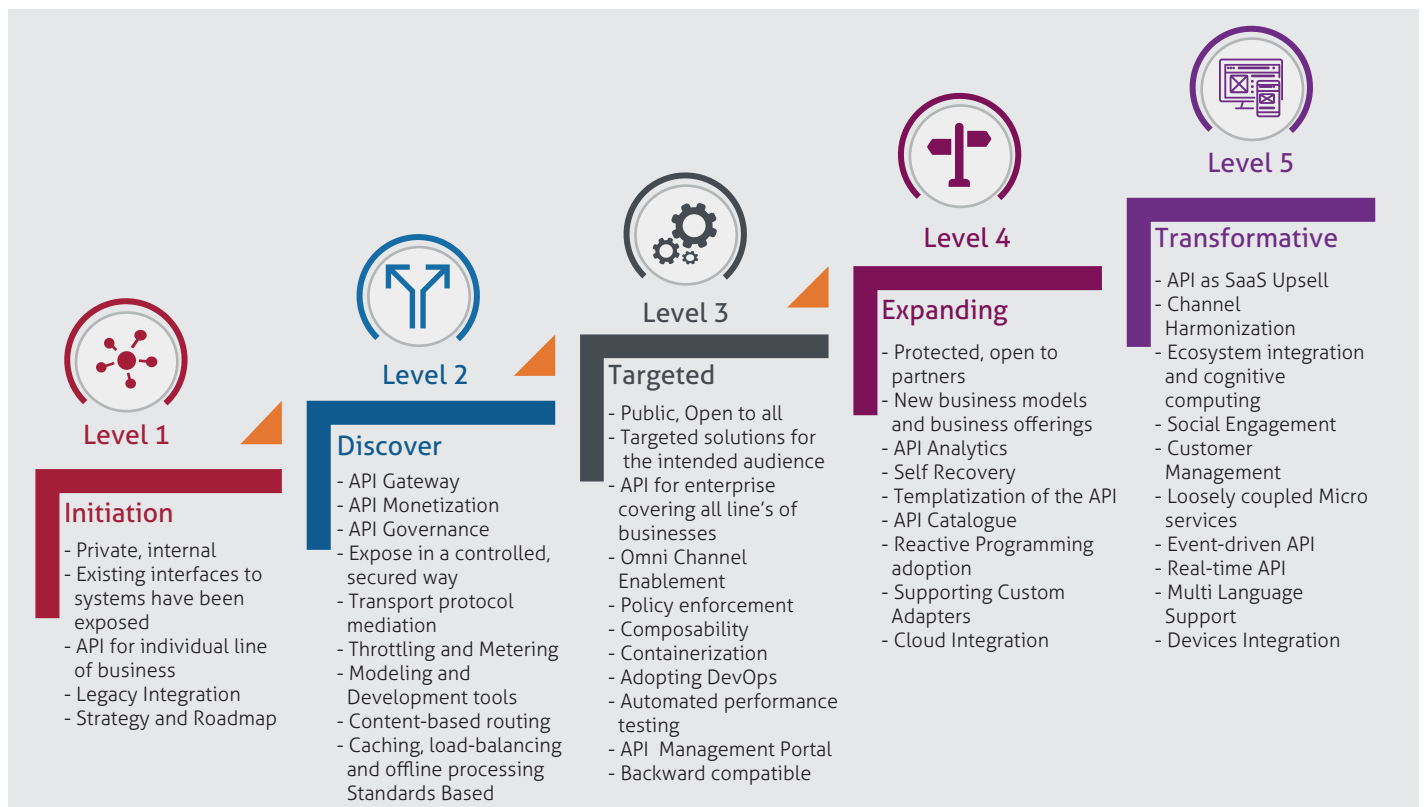 Level 1
Initiation
- Private, internal
- Existing interfaces to
systems have been
exposed
- API for individual line
of business
- Legacy Integration
- Strategy and Roadmap
Level 2
Discover
- API Gateway
- API Monetization
- API Governance
- Expose in a controlled,
secured way
- Transport protocol
mediation
- Throttling and Metering
- Modeling and
Development tools
- Content-based routing
- Caching, load-balancing
and offline processing
Standards Based
Level 3
Targeted
- Public, Open to all
- Targeted solutions for
the intended audience
- API for enterprise
covering all line's of
businesses
- Omni Channel
Enablement
- Policy enforcement
- Composability
- Containerization
- Adopting DevOps
- Automated performance
testing
- API Management Portal
- Backward compatible
Level 4
Expanding
- Protected, open to
partners
- New business models
and business offerings
- API Analytics
- Self Recovery
- Templatization of the API
- API Catalogue
- Reactive Programming
adoption
- Supporting Custom
Adapters
- Cloud Integration
Level 5
Transformative
- API as SaaS Upsell
- Channel
Harmonization
- Ecosystem integration
and cognitive
computing
- Social Engagement
- Customer
Management
- Loosely coupled Micro
services
- Event-driven API
- Real-time API
- Multi Language
Support
- Devices Integration